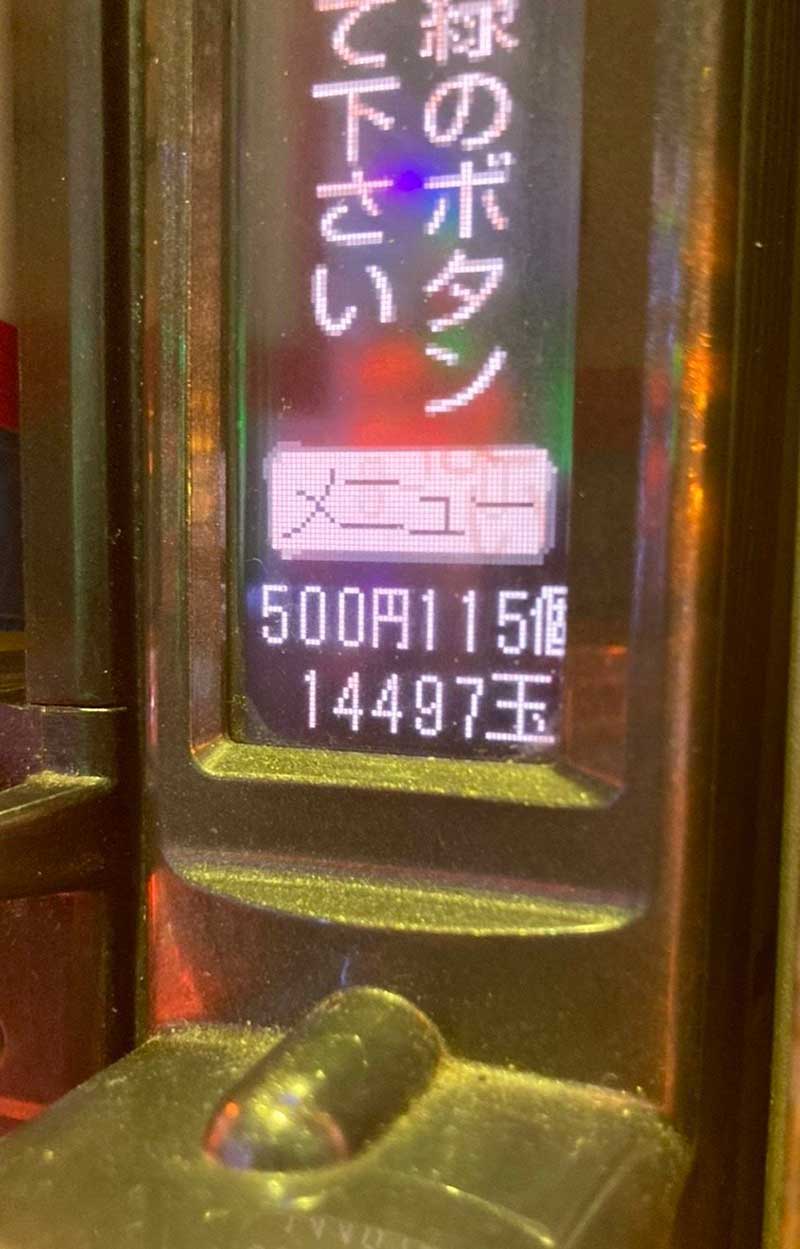 緑のボタン
て下さい
メニュー
500円115個
14497玉